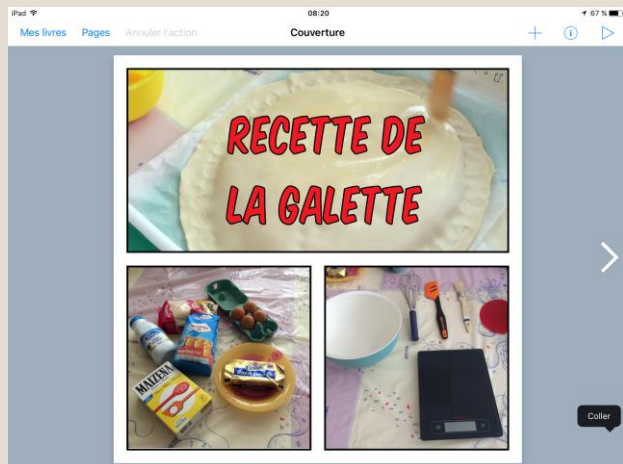 iPad
08:20
67 %
Mes livres
Pages
Annuler l'action
Couverture
RECETTE DE
LA GALETTE
MAIZENA
Coller